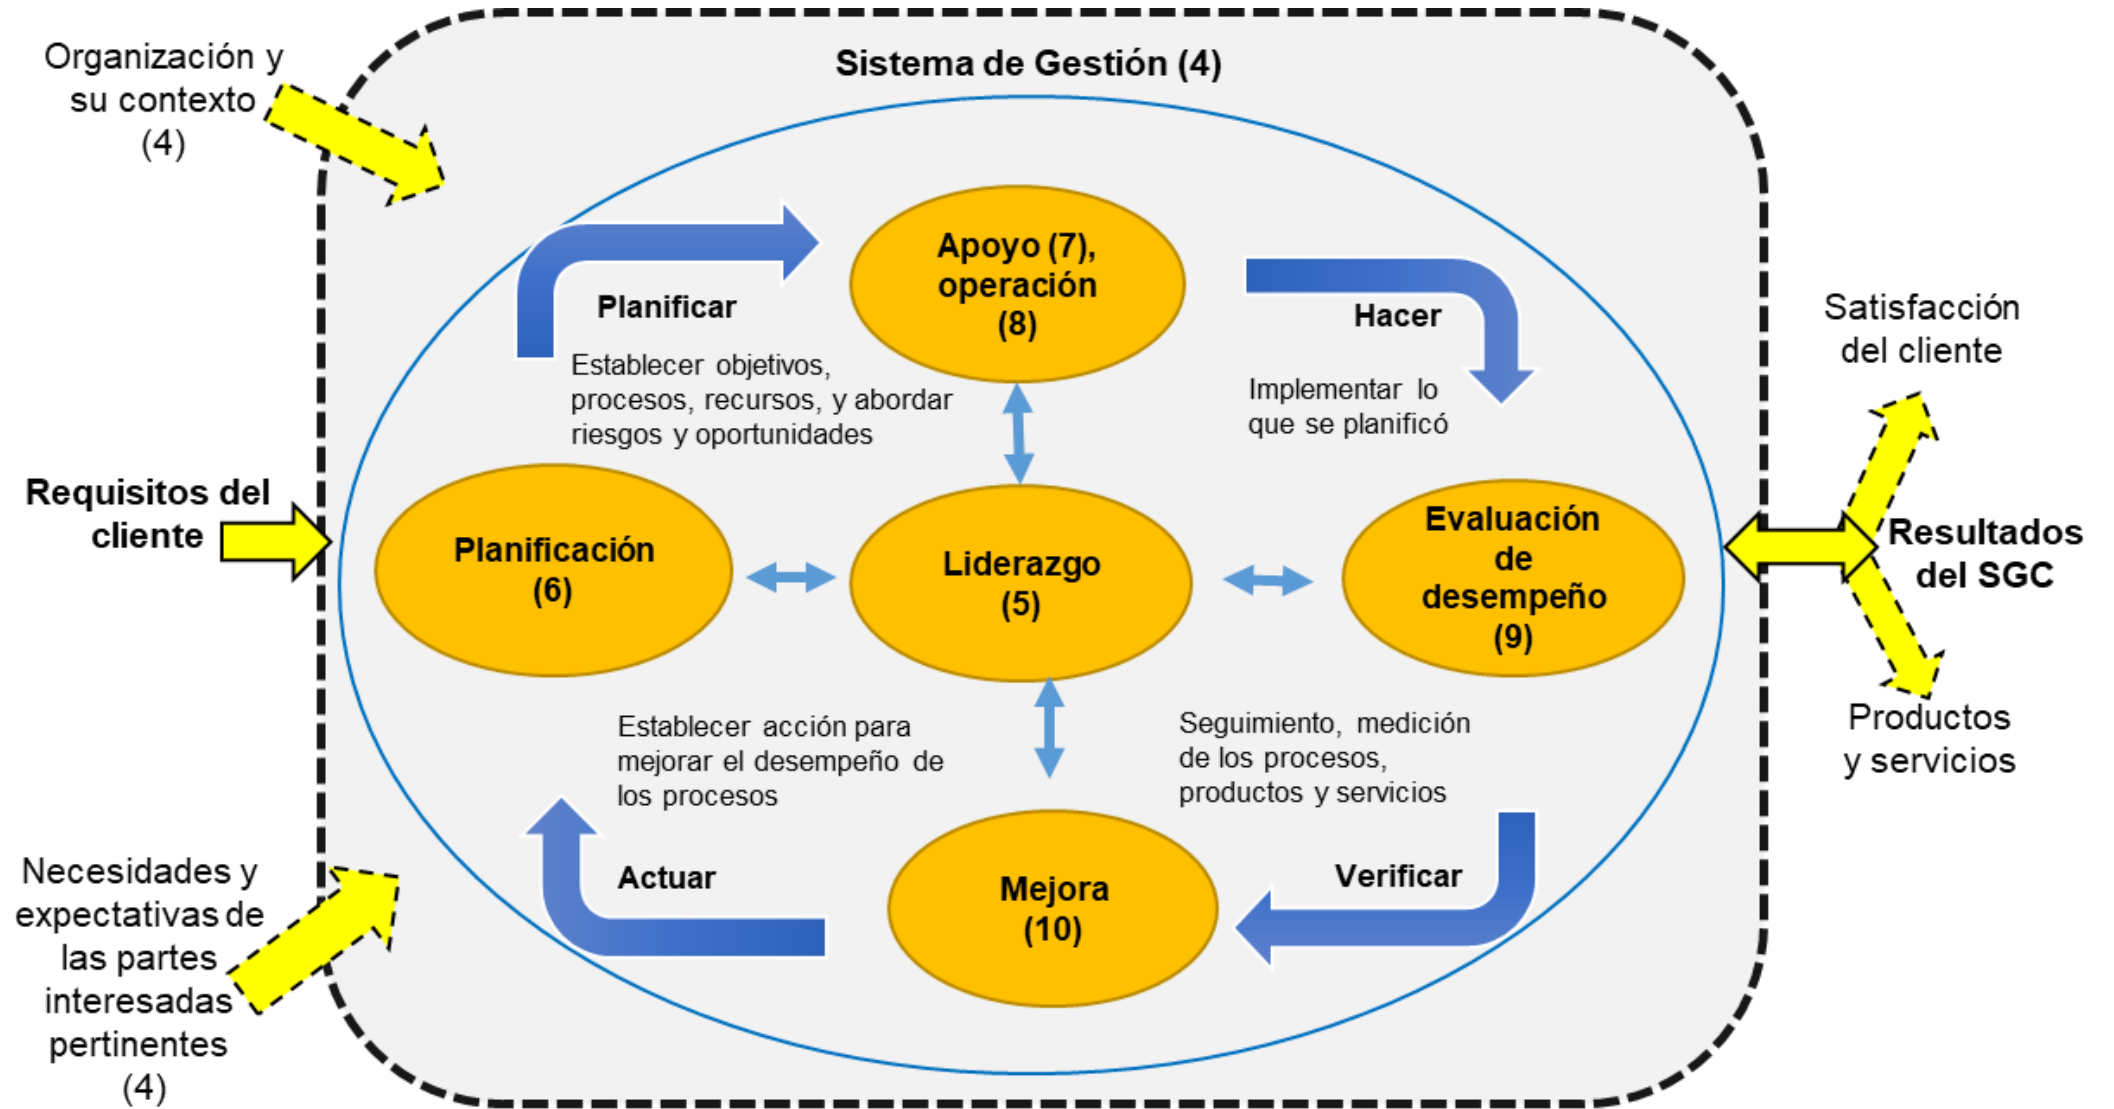 Organización y
su contexto
(4)
Sistema de Gestión (4)
Apoyo (7),
operación
(8)
Planificar
Establecer objetivos,
procesos, recursos, y abordar
riesgos y oportunidades
Hacer
Implementar lo
que se planificó
Satisfacción
del cliente
Requisitos del
cliente
Planificación
(6)
Liderazgo
(5)
Evaluación
de
desempeño
(9)
Resultados
del SGC
Establecer acción para
mejorar el desempeño de
los procesos
Seguimiento, medición
de los procesos,
productos y servicios
Productos
y servicios
Necesidades y
expectativas de
las partes
interesadas
pertinentes
(4)
Actuar
Mejora
(10)
Verificar